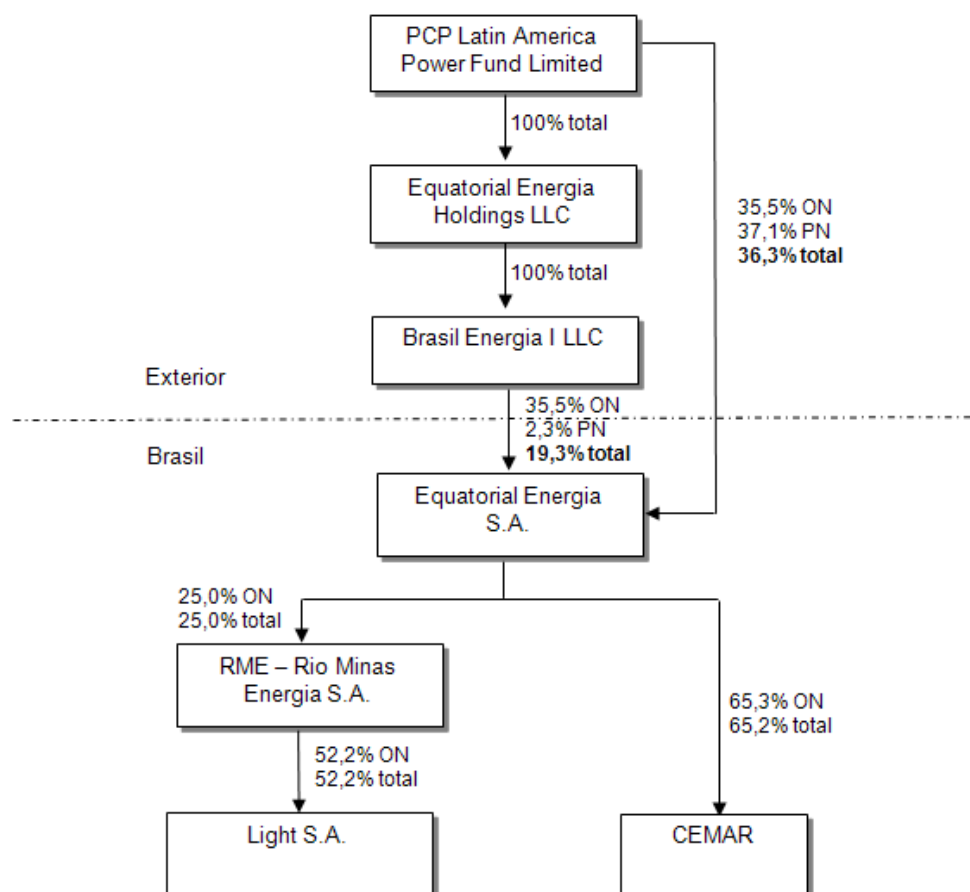 PCP Latin America
Power Fund Limited
100% total
Equatorial Energia
Holdings LLC
35,5% ON
37,1% PN
36,3% total
100% total
Brasil Energia I LLC
Exterior
35,5% ON
2,3% PN
19,3% total
Brasil
Equatorial Energia
S.A.
25,0% ON
25,0% total
RME – Rio Minas
Energia S.A.
65,3% ON
65,2% total
52,2% ON
52,2% total
Light S.A.
CEMAR